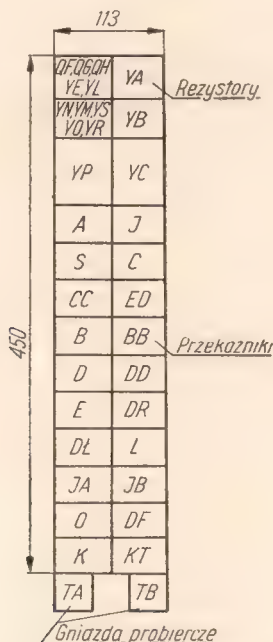 113
QF,QG,QH YA
YE,YL
Rezystory
YN,YM,YS YB
YO,YR
YP YC
A J
S C
CC ED
B BB
Przekaźniki
450
D DD
E DR
DŁ L
JA JB
O DF
K KT
TA TB
Gniazda probiercze